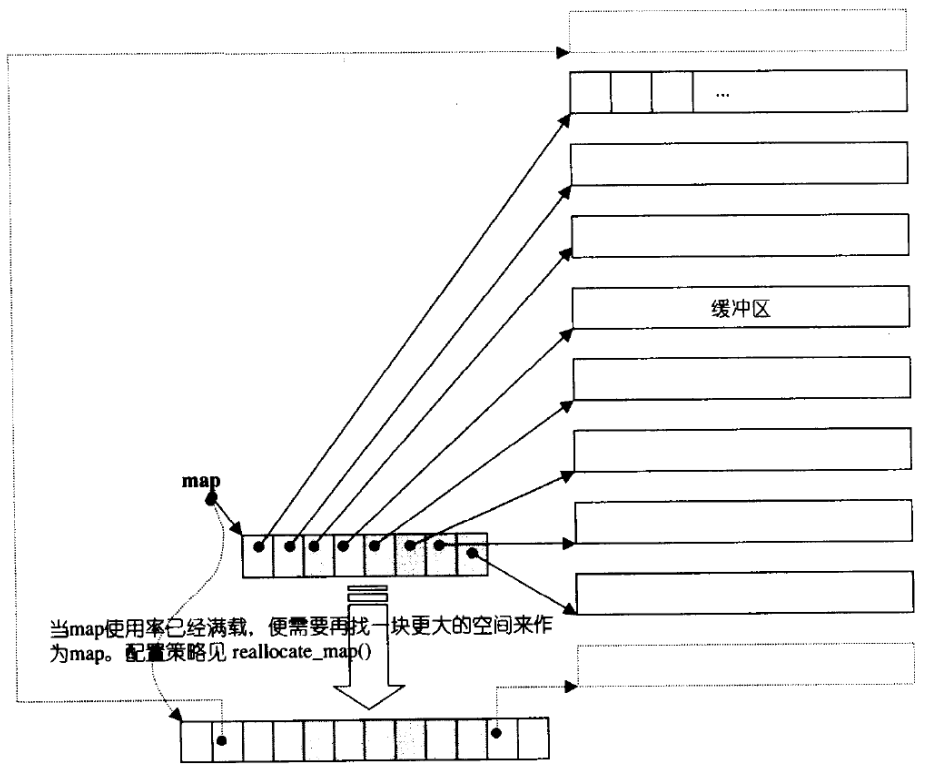 ...
缓冲区
map
当map使用率已经满载，便需要再找一块更大的空间来作
为map。配置策略见 reallocate_map()